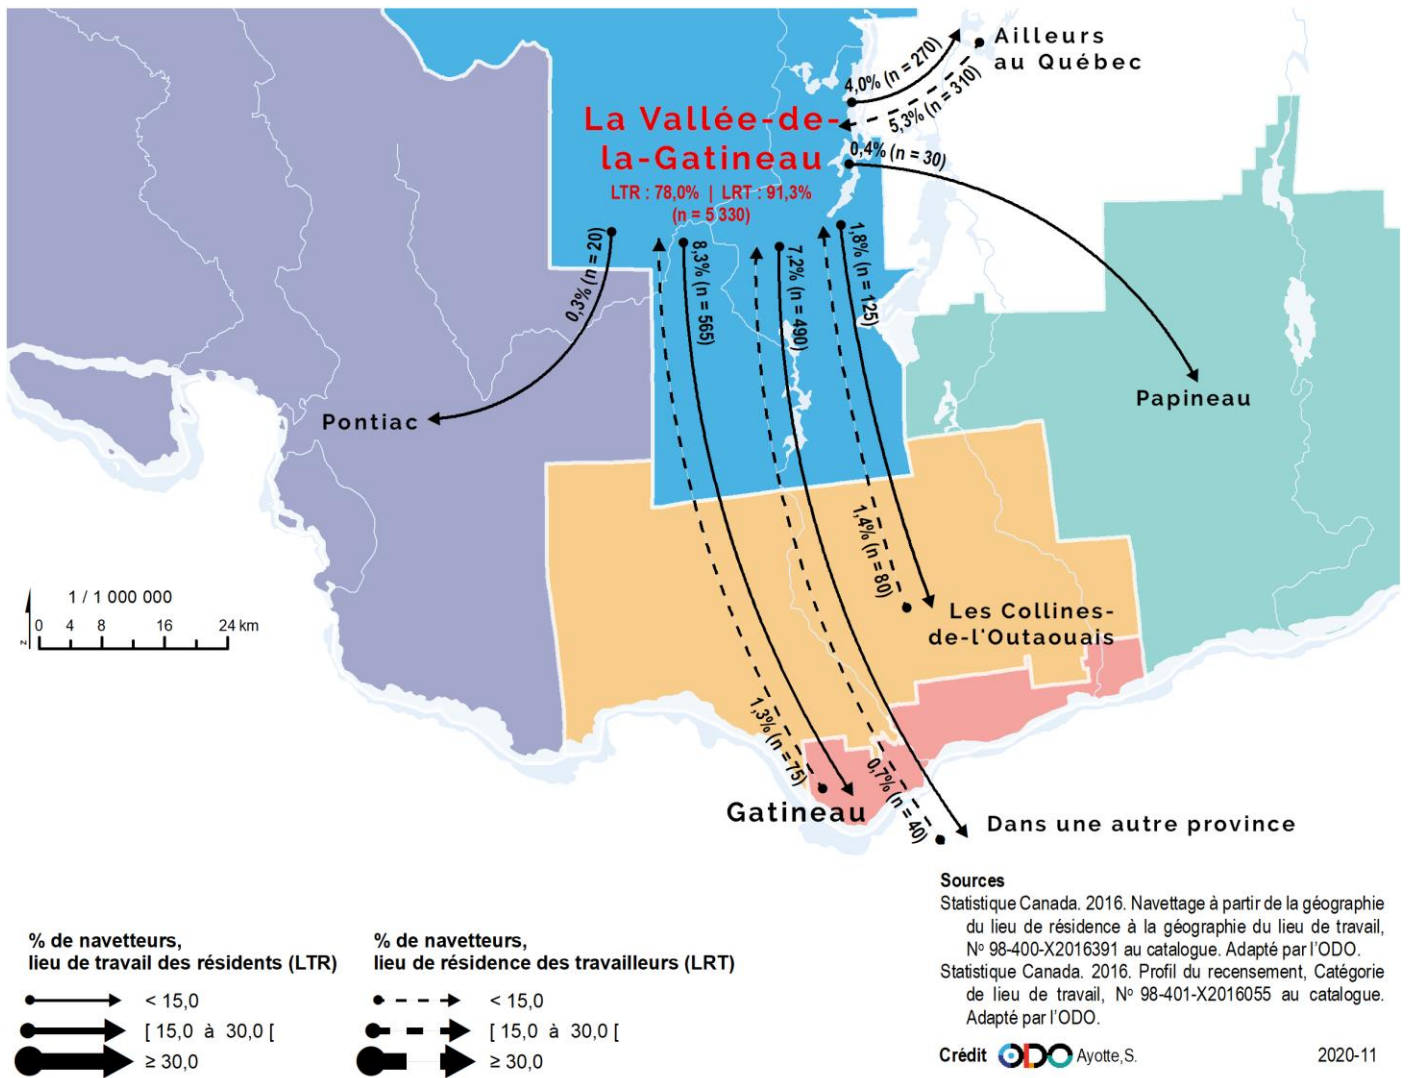 Ailleurs
au Québec
4,0% (n = 270)
5,3% (n = 310)
La Vallée-de-
la-Gatineau
LTR : 78,0% | LRT : 91,3%
(n = 5 330)
0,4% (n = 30)
0,3% (n = 20)
8,3% (n = 565)
7,2% (n = 490)
1,8% (n = 125)
Pontiac
Papineau
1,4% (n = 80)
1 / 1 000 000
z
0 4 8 16 24 km
Les Collines-
de-l'Outaouais
1,3% (n = 75)
0,7% (n = 40)
Gatineau
Dans une autre province
% de navetteurs,
lieu de travail des résidents (LTR)
< 15,0
[ 15,0 à 30,0 [
≥ 30,0
% de navetteurs,
lieu de résidence des travailleurs (LRT)
< 15,0
[ 15,0 à 30,0 [
≥ 30,0
Sources
Statistique Canada. 2016. Navettage à partir de la géographie
du lieu de résidence à la géographie du lieu de travail,
Nº 98-400-X2016391 au catalogue. Adapté par l'ODO.
Statistique Canada. 2016. Profil du recensement, Catégorie
de lieu de travail, Nº 98-401-X2016055 au catalogue.
Adapté par l'ODO.
Crédit ODO Ayotte,S. 2020-11